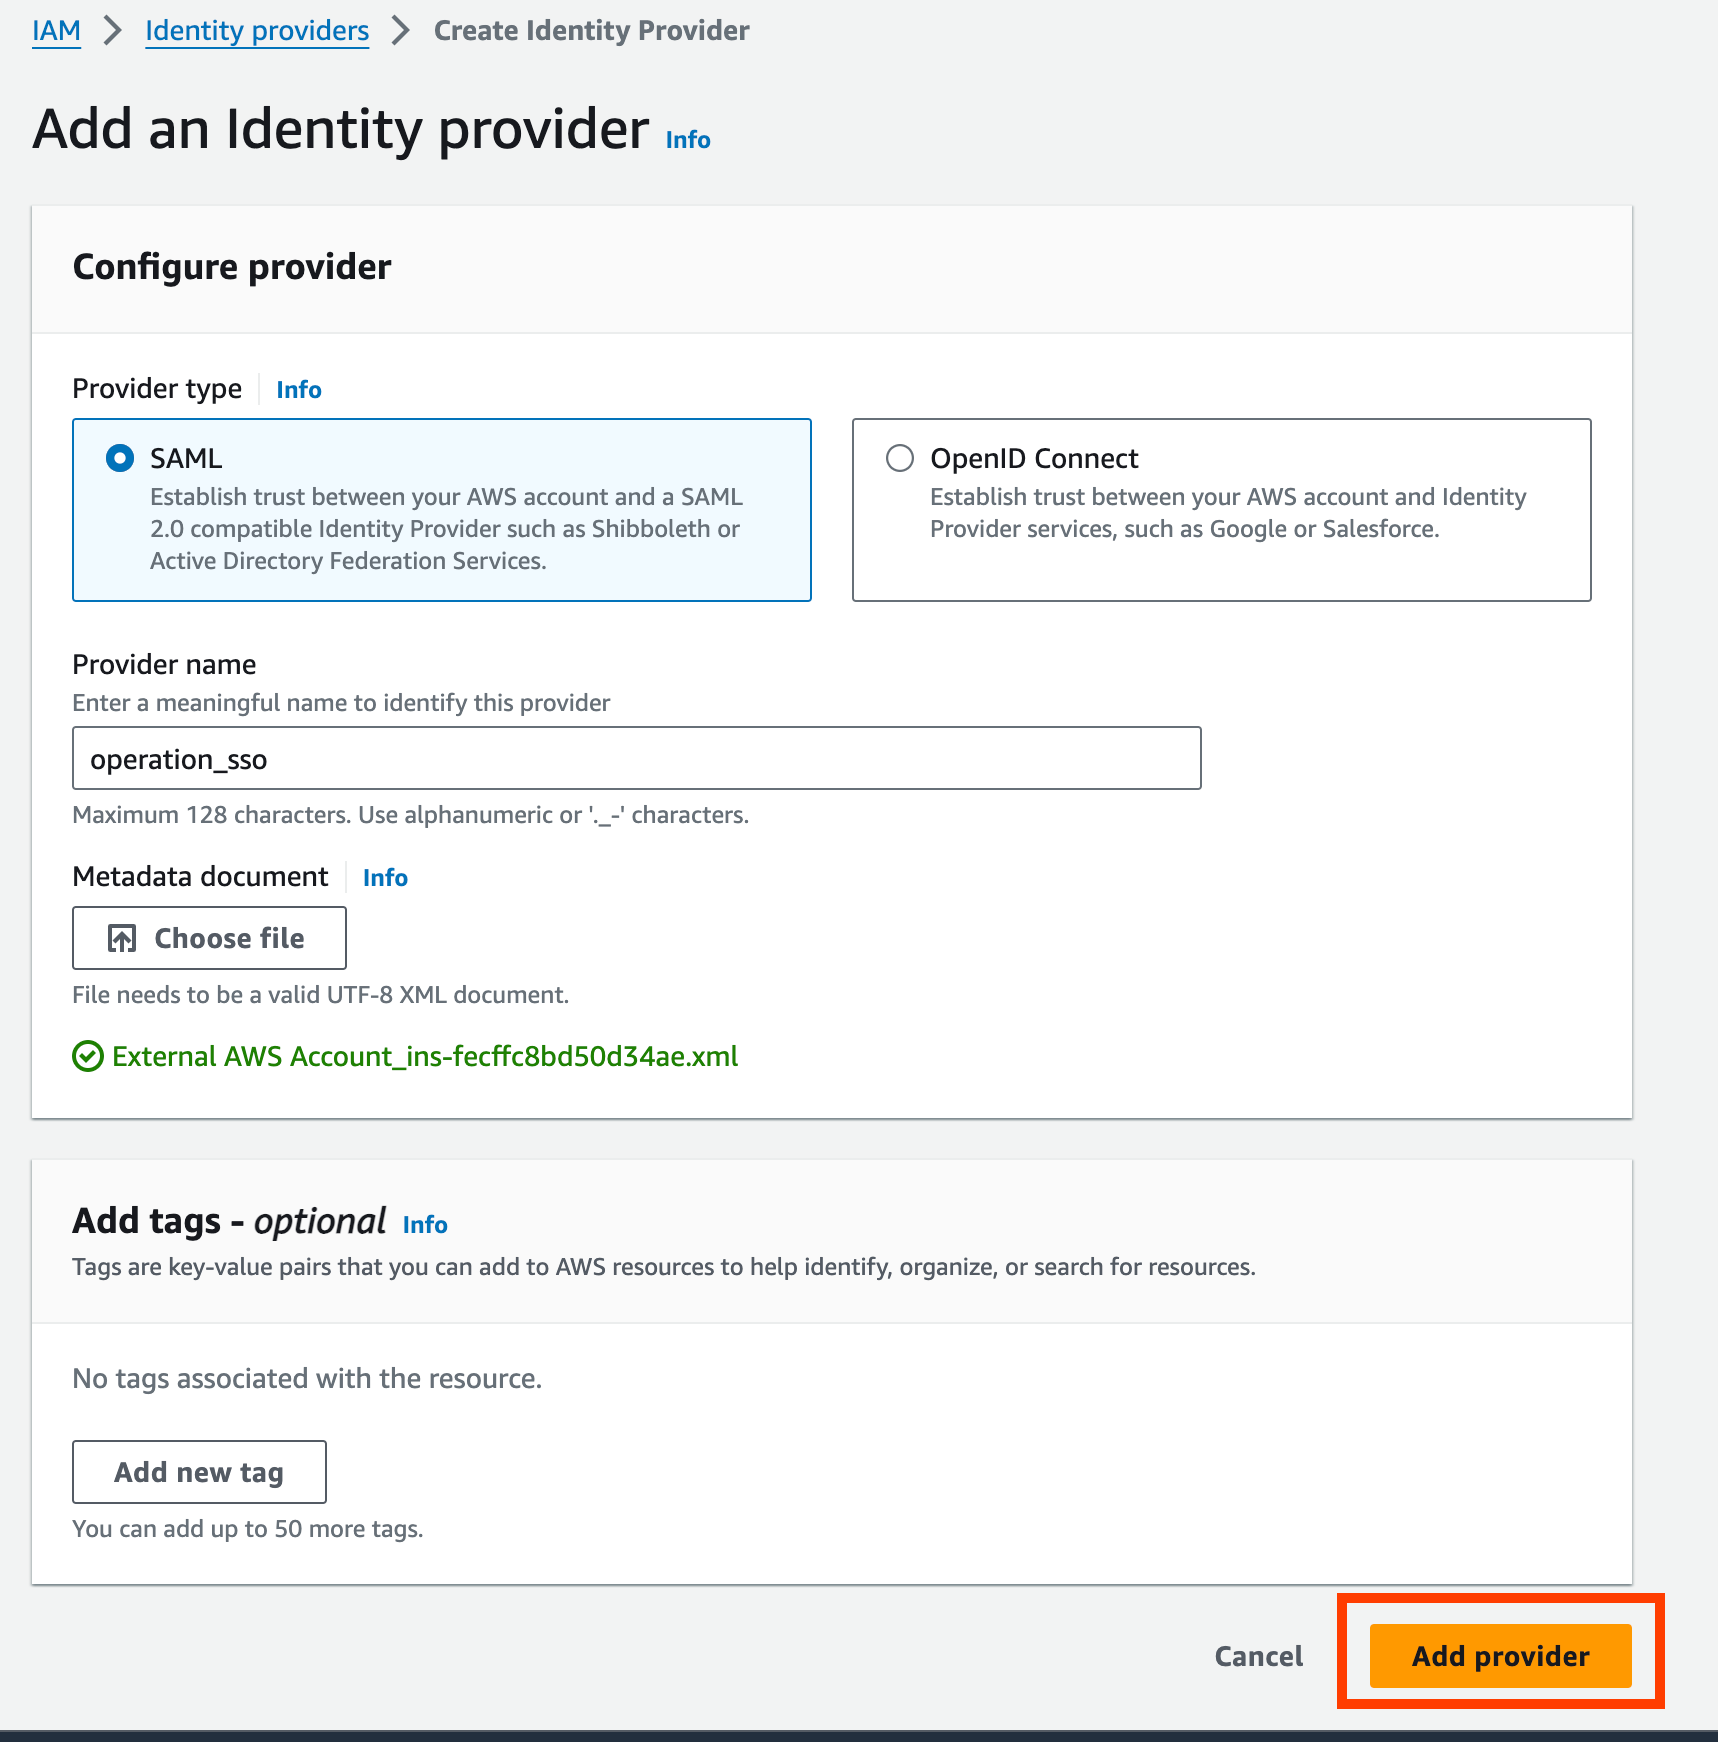 IAM > Identity providers > Create Identity Provider
Add an Identity provider Info
Configure provider
Provider type Info
SAML
Establish trust between your AWS account and a SAML
2.0 compatible Identity Provider such as Shibboleth or
Active Directory Federation Services.
OpenID Connect
Establish trust between your AWS account and Identity
Provider services, such as Google or Salesforce.
Provider name
Enter a meaningful name to identify this provider
operation_sso
Maximum 128 characters. Use alphanumeric or '._-' characters.
Metadata document Info
Choose file
File needs to be a valid UTF-8 XML document.
External AWS Account_ins-fecffc8bd50d34ae.xml
Add tags - optional Info
Tags are key-value pairs that you can add to AWS resources to help identify, organize, or search for resources.
No tags associated with the resource.
Add new tag
You can add up to 50 more tags.
Cancel Add provider